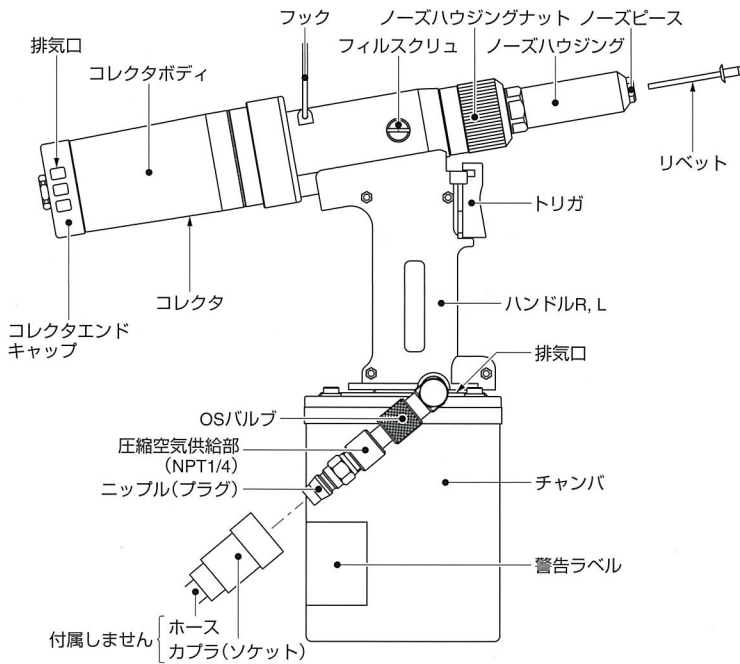 フック
ノーズハウジングナット
ノーズピース
排気口
フィルスクリュ
ノーズハウジング
コレクタボディ
リベット
トリガ
コレクタ
ハンドルR, L
コレクタエンド
キャップ
排気口
OSバルブ
圧縮空気供給部
（NPT1/4）
ニップル（プラグ）
チャンバ
警告ラベル
付属しません
ホース
カプラ（ソケット）